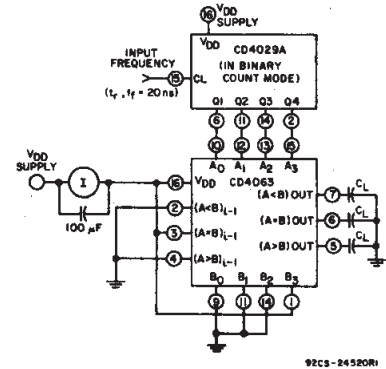 16 VDD SUPPLY
VDD
CD4029A
(IN BINARY
COUNT MODE)
INPUT
FREQUENCY
15 CL
(tr, tf = 20 ns)
Q1 Q2 Q3 Q4
6 11 14 2
10 12 13 15
A0 A1 A2 A3
VDD
SUPPLY
I
100 µF
16 VDD
CD4063
2 (A<B)i-1
3 (A=B)i-1
4 (A>B)i-1
(A<B) OUT 7 CL
(A=B) OUT 6 CL
(A>B) OUT 5 CL
B0 B1 B2 B3
9 11 14 1
92CS-24520RI